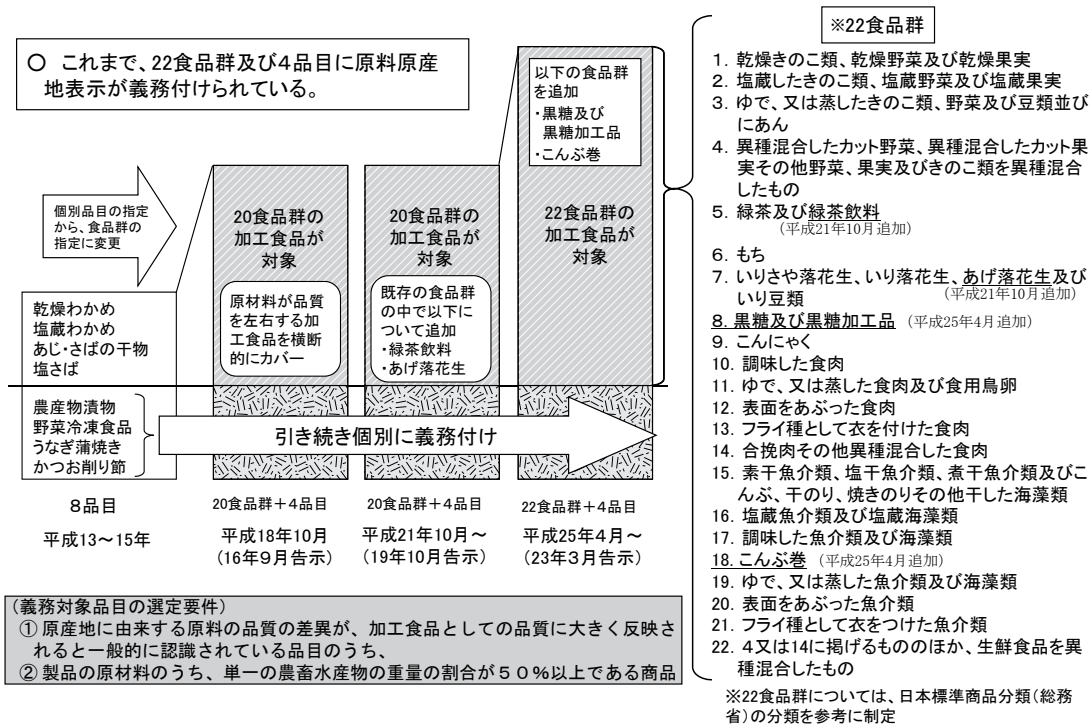 ○ これまで、22食品群及び4品目に原料原産
地表示が義務付けられている。
個別品目の指定
から、食品群の
指定に変更
乾燥わかめ
塩蔵わかめ
あじ・さばの干物
塩さば
農産物漬物
野菜冷凍食品
うなぎ蒲焼き
かつお削り節
8品目
平成13～15年
20食品群の
加工食品が
対象
原材料が品質
を左右する加
工食品を横断
的にカバー
20食品群＋4品目
平成18年10月
(16年9月告示)
20食品群の
加工食品が
対象
既存の食品群
の中で以下に
ついて追加
・緑茶飲料
・あげ落花生
20食品群＋4品目
平成21年10月～
(19年10月告示)
以下の食品群
を追加
・黒糖及び
黒糖加工品
・こんぶ巻
22食品群の
加工食品が
対象
22食品群＋4品目
平成25年4月～
(23年3月告示)
引き続き個別に義務付け
(義務対象品目の選定要件)
① 原産地に由来する原料の品質の差異が、加工食品としての品質に大きく反映さ
れると一般的に認識されている品目のうち、
② 製品の原材料のうち、単一の農畜水産物の重量の割合が５０％以上である商品
※22食品群
1. 乾燥きのこ類、乾燥野菜及び乾燥果実
2. 塩蔵したきのこ類、塩蔵野菜及び塩蔵果実
3. ゆで、又は蒸したきのこ類、野菜及び豆類並び
にあん
4. 異種混合したカット野菜、異種混合したカット果
実その他野菜、果実及びきのこ類を異種混合
したもの
5. 緑茶及び緑茶飲料
(平成21年10月追加)
6. もち
7. いりさや落花生、いり落花生、あげ落花生及び
いり豆類 (平成21年10月追加)
8. 黒糖及び黒糖加工品 (平成25年4月追加)
9. こんにゃく
10. 調味した食肉
11. ゆで、又は蒸した食肉及び食用鳥卵
12. 表面をあぶった食肉
13. フライ種として衣を付けた食肉
14. 合挽肉その他異種混合した食肉
15. 素干魚介類、塩干魚介類、煮干魚介類及びこ
んぶ、干のり、焼きのりその他干した海藻類
16. 塩蔵魚介類及び塩蔵海藻類
17. 調味した魚介類及び海藻類
18. こんぶ巻 (平成25年4月追加)
19. ゆで、又は蒸した魚介類及び海藻類
20. 表面をあぶった魚介類
21. フライ種として衣をつけた魚介類
22. 4又は14に掲げるもののほか、生鮮食品を異
種混合したもの
※22食品群については、日本標準商品分類(総務
省)の分類を参考に制定